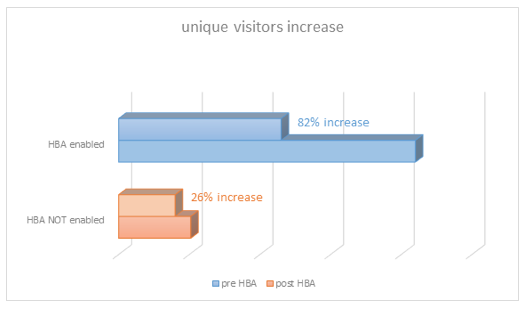 unique visitors increase
82% increase
HBA enabled
26% increase
HBA NOT enabled
pre HBA
post HBA